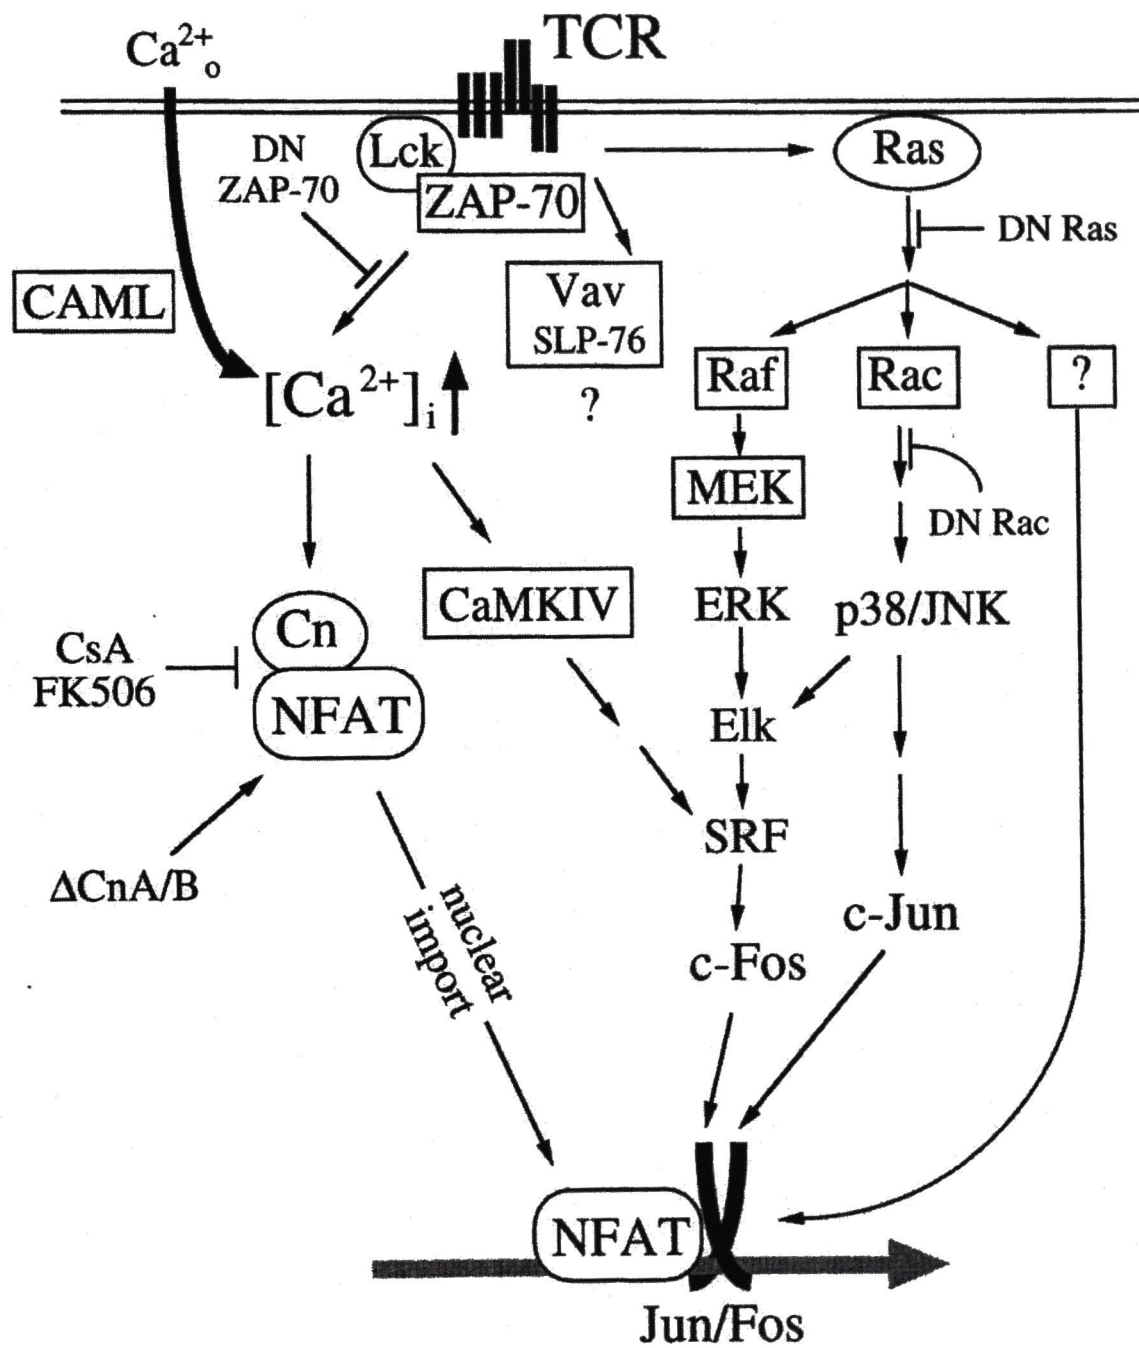 Ca2+o
TCR
DN
ZAP-70
Lck
ZAP-70
Ras
DN Ras
CAML
Vav
SLP-76
?
[Ca2+]i
Raf
Rac
?
MEK
DN Rac
CaMKIV
ERK
p38/JNK
Cn
NFAT
CsA
FK506
Elk
SRF
ΔCnA/B
nuclear
import
c-Jun
c-Fos
NFAT
Jun/Fos